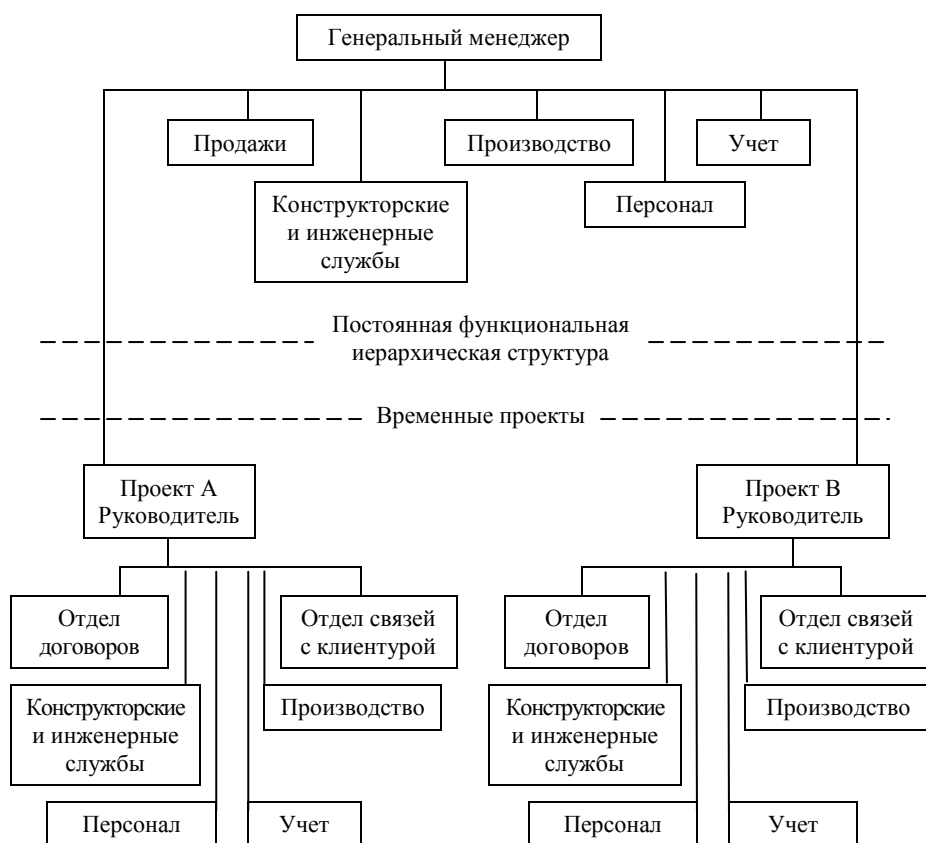 Генеральный менеджер
Продажи
Производство
Учет
Конструкторские
и инженерные
службы
Персонал
Постоянная функциональная
иерархическая структура
Временные проекты
Проект А
Руководитель
Проект В
Руководитель
Отдел
договоров
Отдел связей
с клиентурой
Отдел
договоров
Отдел связей
с клиентурой
Конструкторские
и инженерные
службы
Производство
Конструкторские
и инженерные
службы
Производство
Персонал
Учет
Персонал
Учет